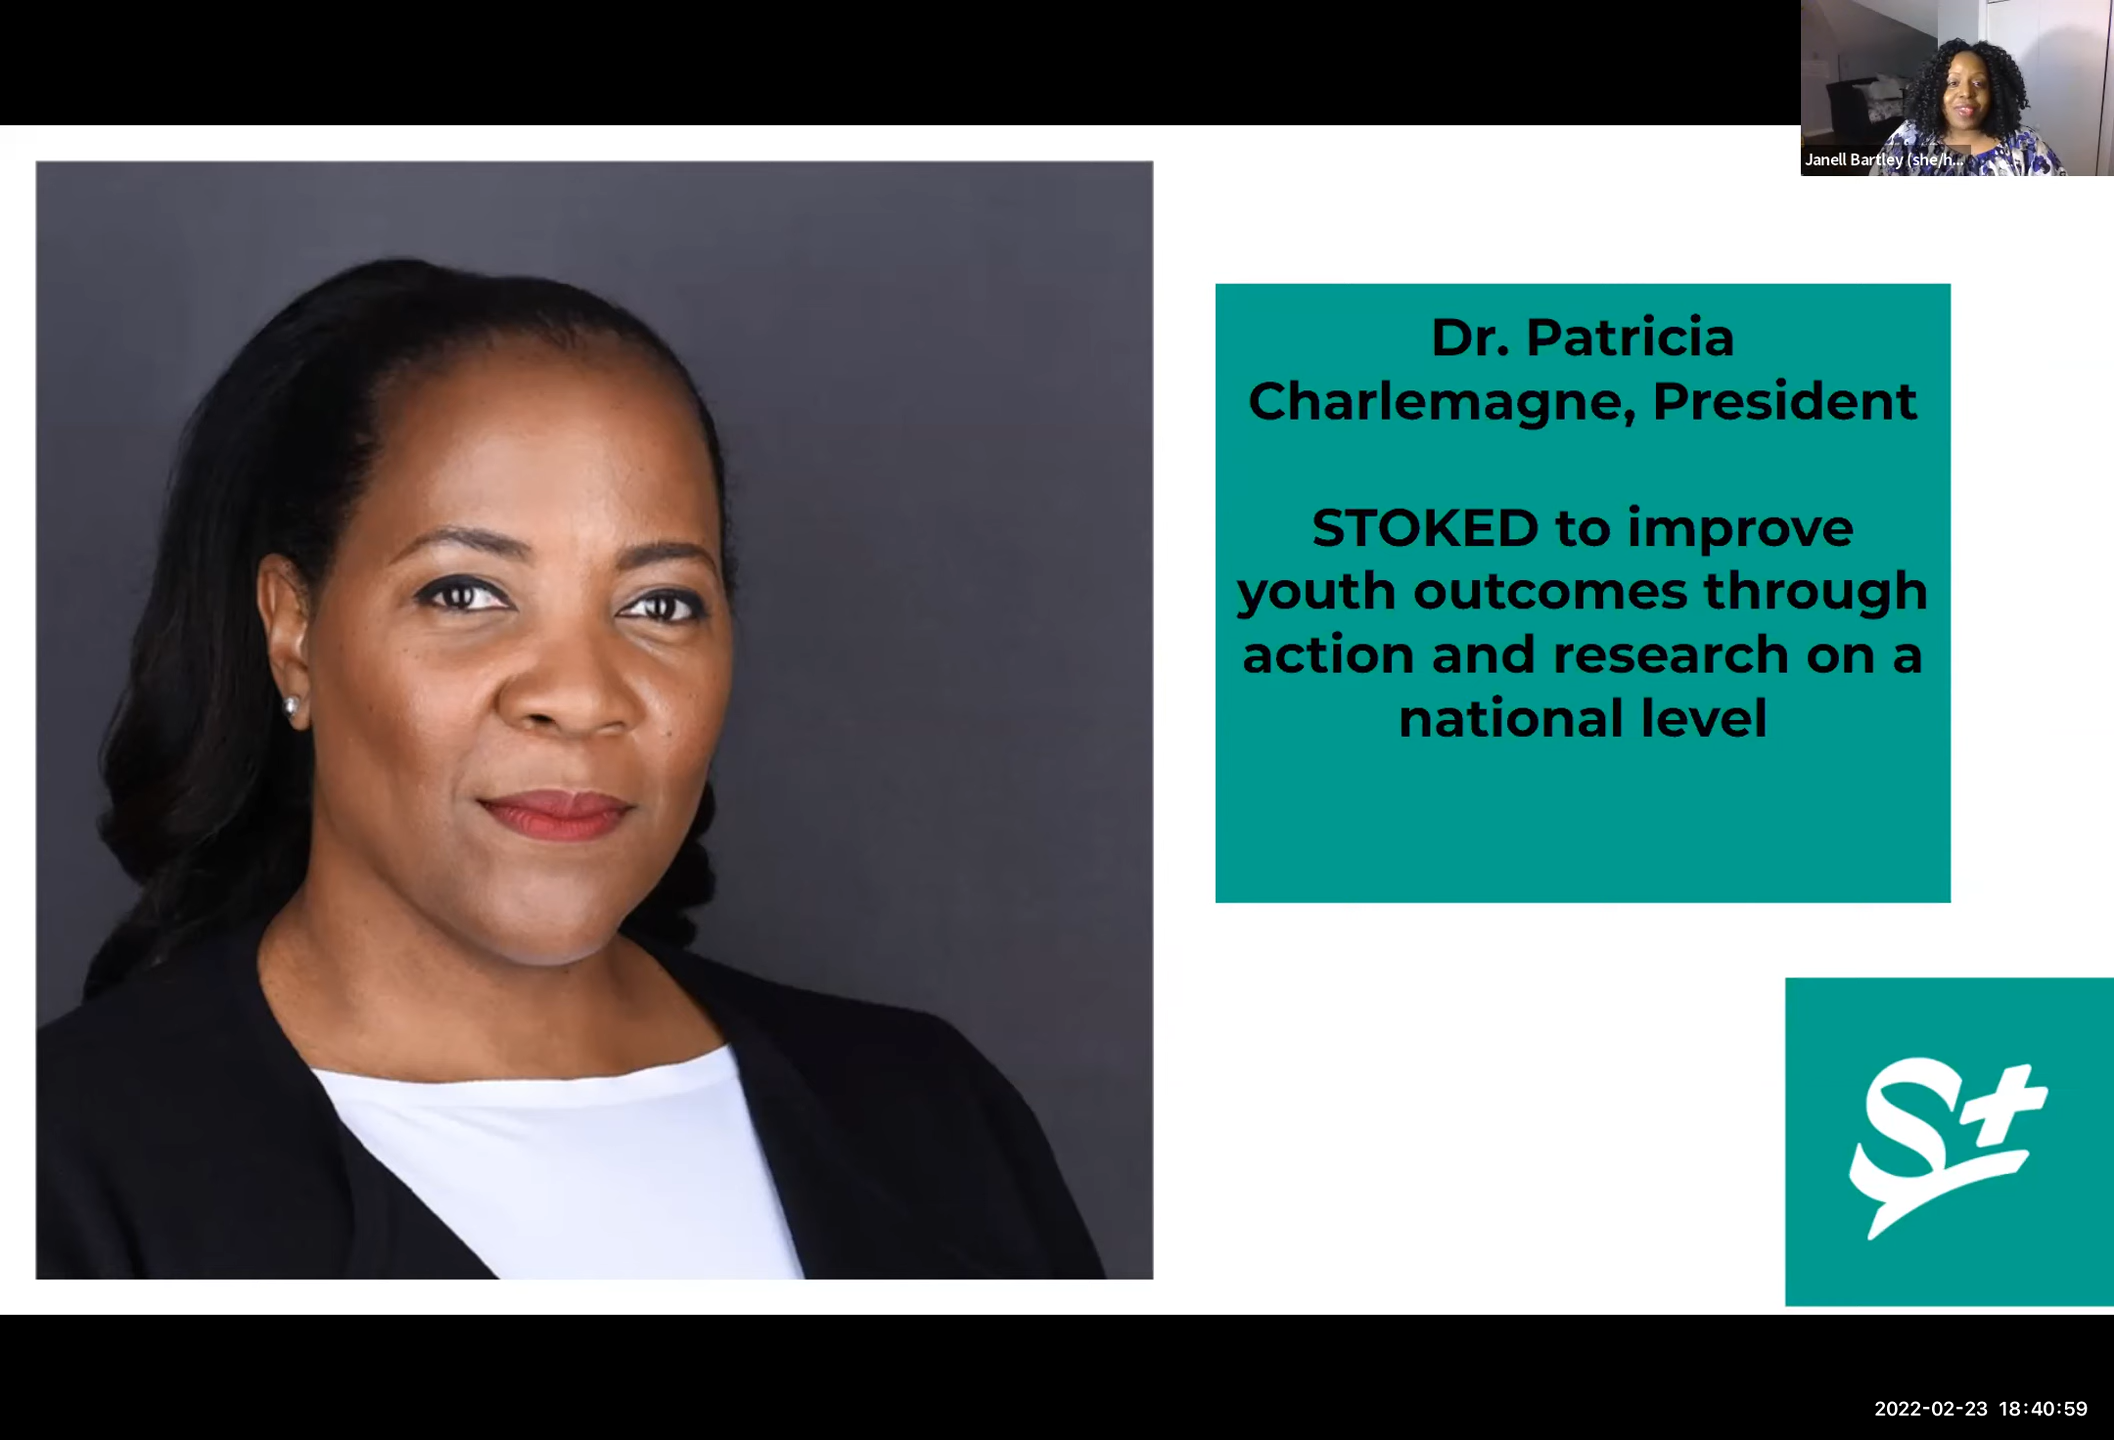 Janell Bartley (she/h...
Dr. Patricia
Charlemagne, President
STOKED to improve
youth outcomes through
action and research on a
national level
S+
2022-02-23 18:40:59